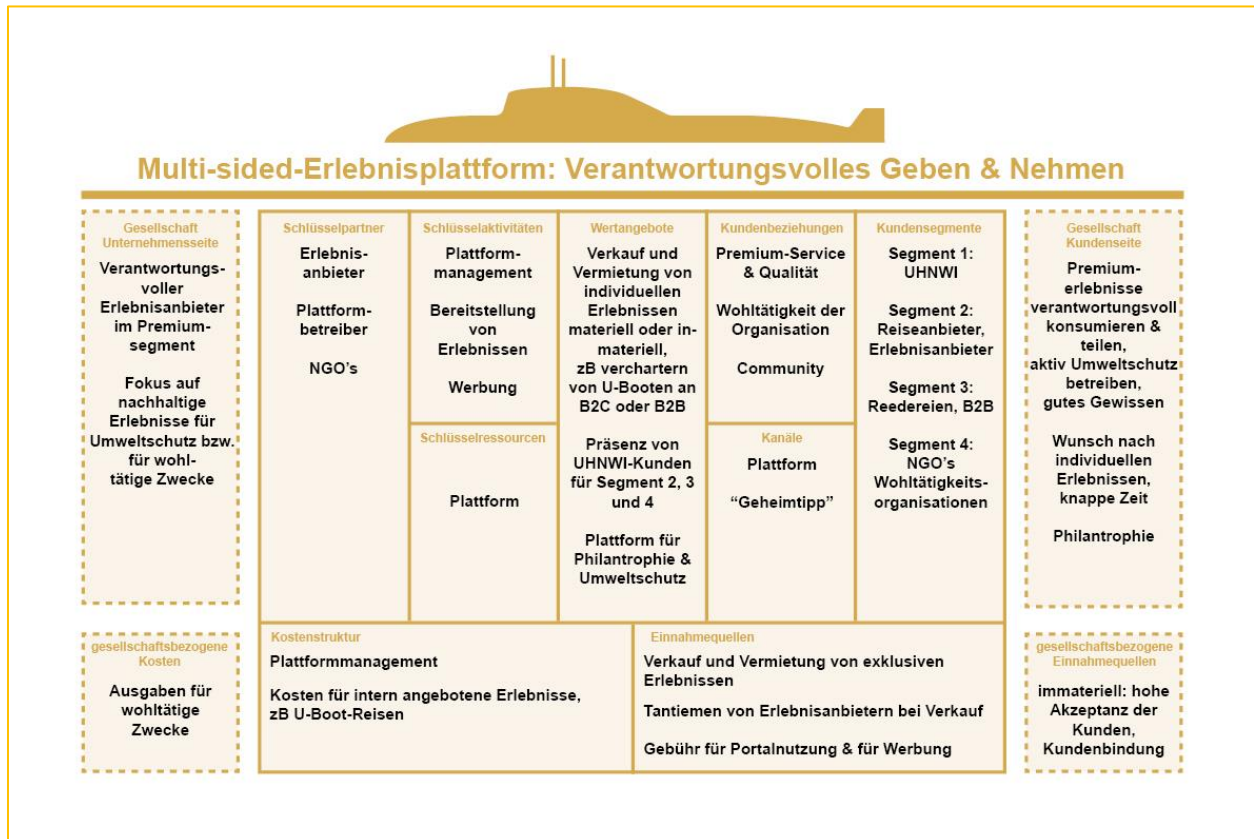 Multi-sided-Erlebnisplattform: Verantwortungsvolles Geben & Nehmen
Gesellschaft
Unternehmensseite
Verantwortungs-
voller
Erlebnisanbieter
im Premium-
segment
Fokus auf
nachhaltige
Erlebnisse für
Umweltschutz bzw.
für wohl-
tätige Zwecke
Schlüsselpartner
Erlebnis-
anbieter
Plattform-
betreiber
NGO's
Schlüsselaktivitäten
Plattform-
management
Bereitstellung
von
Erlebnissen
Werbung
Schlüsselressourcen
Plattform
Wertangebote
Verkauf und
Vermietung von
individuellen
Erlebnissen
materiell oder in-
materiell,
zB verchartern
von U-Booten an
B2C oder B2B
Präsenz von
UHNWI-Kunden
für Segment 2, 3
und 4
Plattform für
Philantrophie &
Umweltschutz
Kundenbeziehungen
Premium-Service
& Qualität
Wohltätigkeit der
Organisation
Community
Kanäle
Plattform
“Geheimtipp”
Kundensegmente
Segment 1:
UHNWI
Segment 2:
Reiseanbieter,
Erlebnisanbieter
Segment 3:
Reedereien, B2B
Segment 4:
NGO's
Wohltätigkeits-
organisationen
Gesellschaft
Kundenseite
Premium-
erlebnisse
verantwortungsvoll
konsumieren &
teilen,
aktiv Umweltschutz
betreiben,
gutes Gewissen
Wunsch nach
individuellen
Erlebnissen,
knappe Zeit
Philantrophie
gesellschaftsbezogene
Kosten
Ausgaben für
wohltätige
Zwecke
Kostenstruktur
Plattformmanagement
Kosten für intern angebotene Erlebnisse,
zB U-Boot-Reisen
Einnahmequellen
Verkauf und Vermietung von exklusiven
Erlebnissen
Tantiemen von Erlebnisanbietern bei Verkauf
Gebühr für Portalnutzung & für Werbung
gesellschaftsbezogene
Einnahmequellen
immateriell: hohe
Akzeptanz der
Kunden,
Kundenbindung